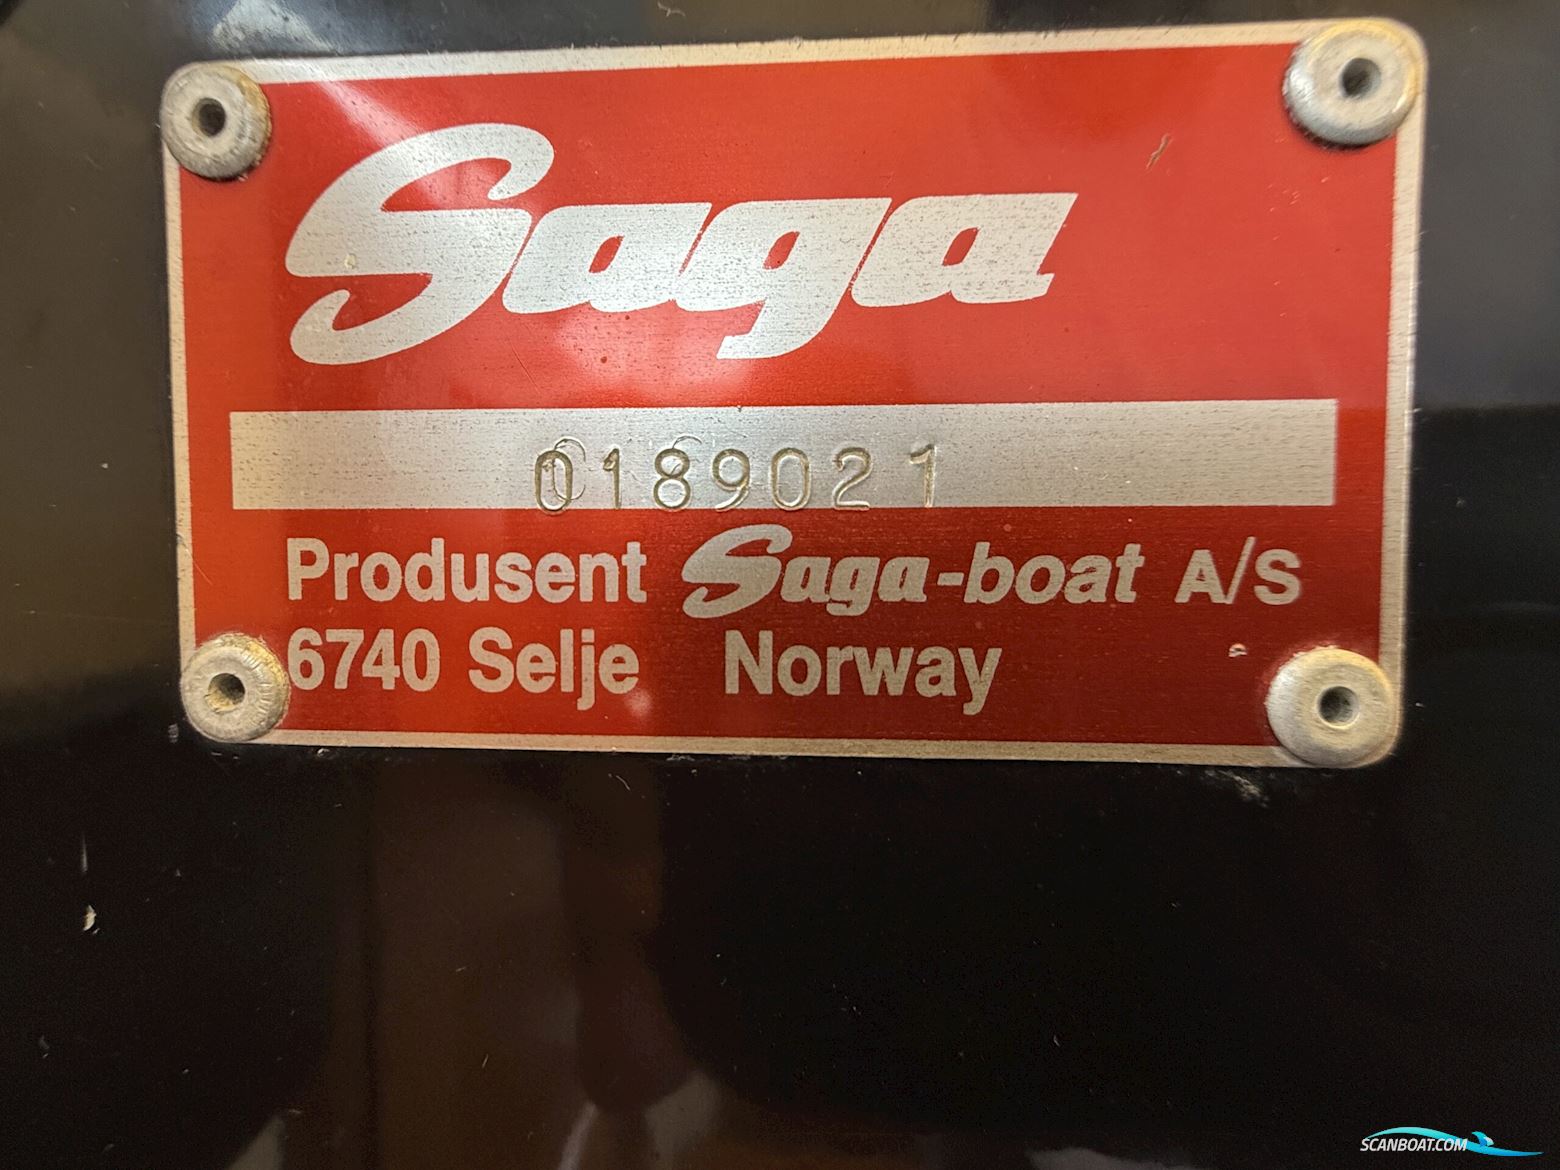 Saga
0189021
Produsent Saga-boat A/S
6740 Selje Norway
SCANBOAT.COM